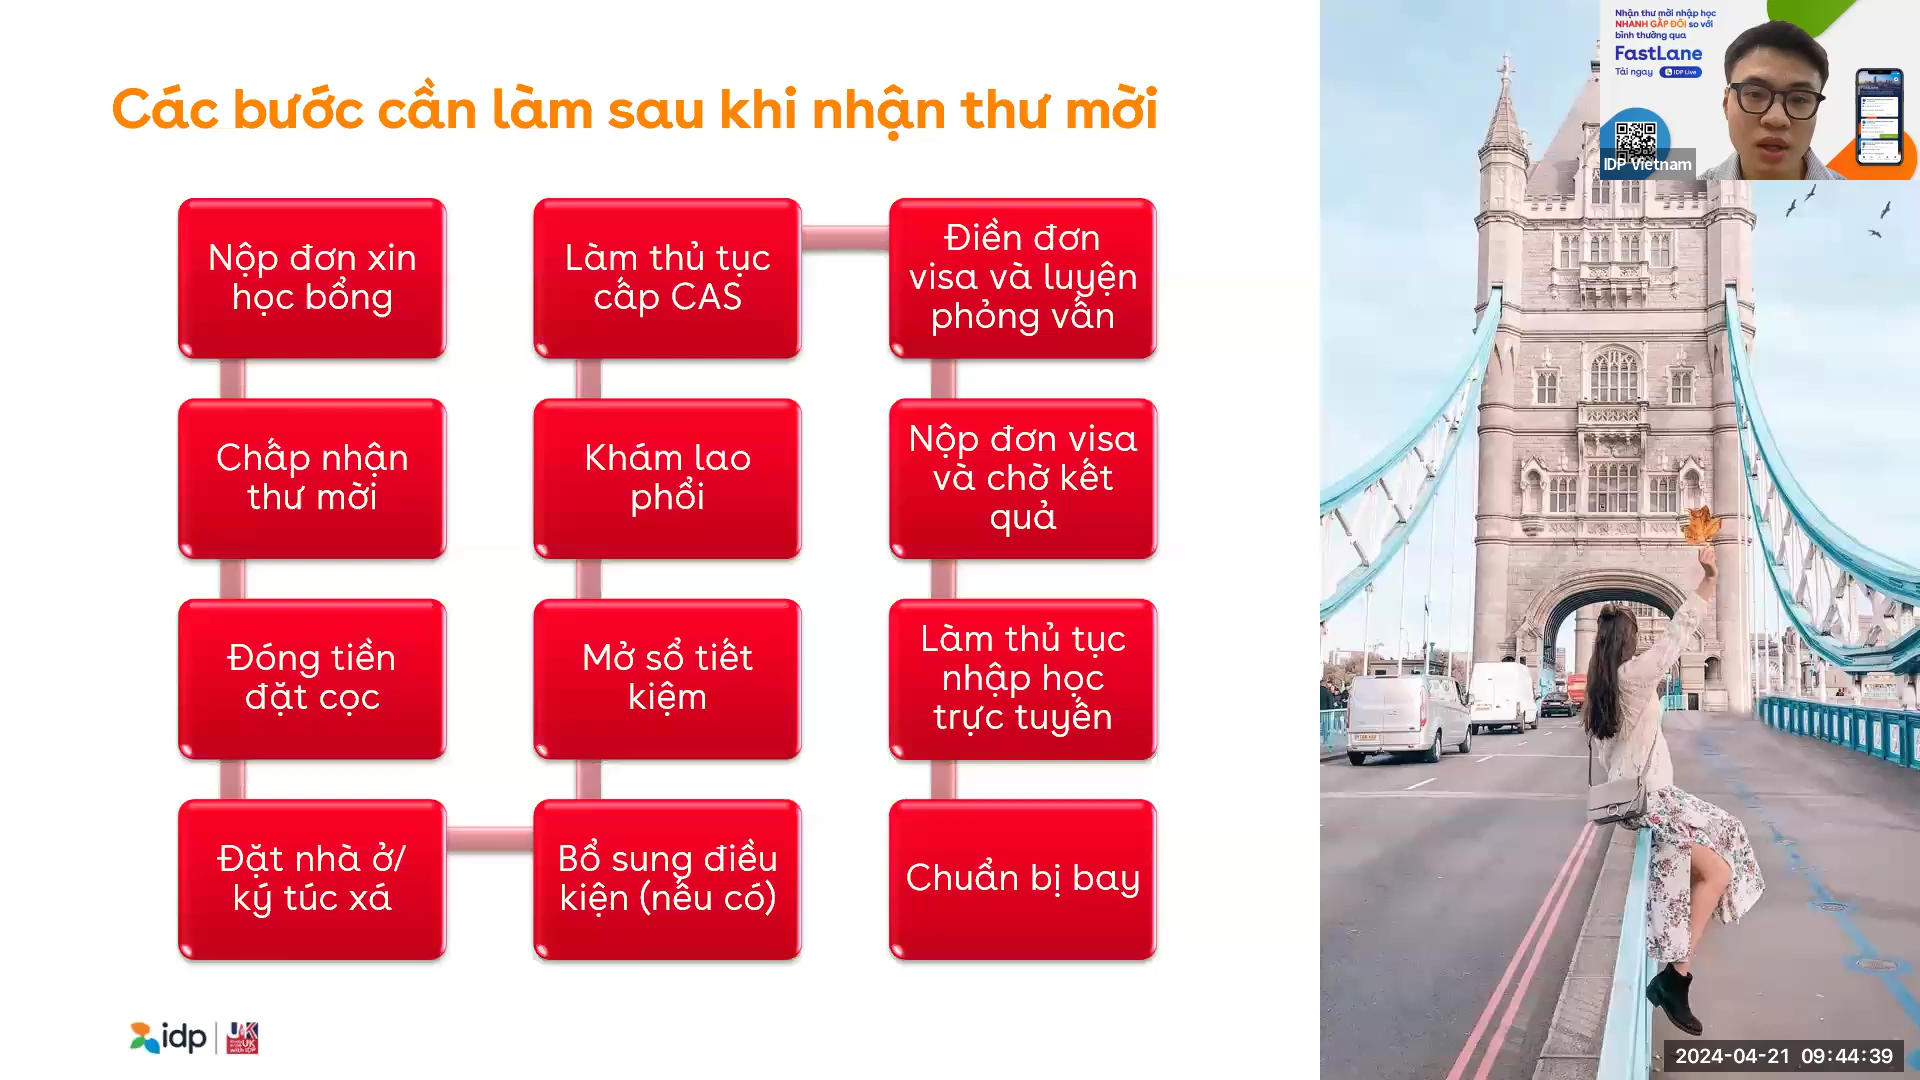 Các bước cần làm sau khi nhận thư mời
Nộp đơn xin
học bổng
Chấp nhận
thư mời
Đóng tiền
đặt cọc
Đặt nhà ở/
ký túc xá
Bổ sung điều
kiện (nếu có)
Mở sổ tiết
kiệm
Khám lao
phổi
Làm thủ tục
cấp CAS
Điền đơn
visa và luyện
phỏng vấn
Nộp đơn visa
và chờ kết
quả
Làm thủ tục
nhập học
trực tuyến
Chuẩn bị bay
idp
Nhận thư mời nhập học
NHANH GẤP ĐÔI so với
bình thường qua
FastLane
Tải ngay IDP Live
IDP Vietnam
2024-04-21 09:44:39